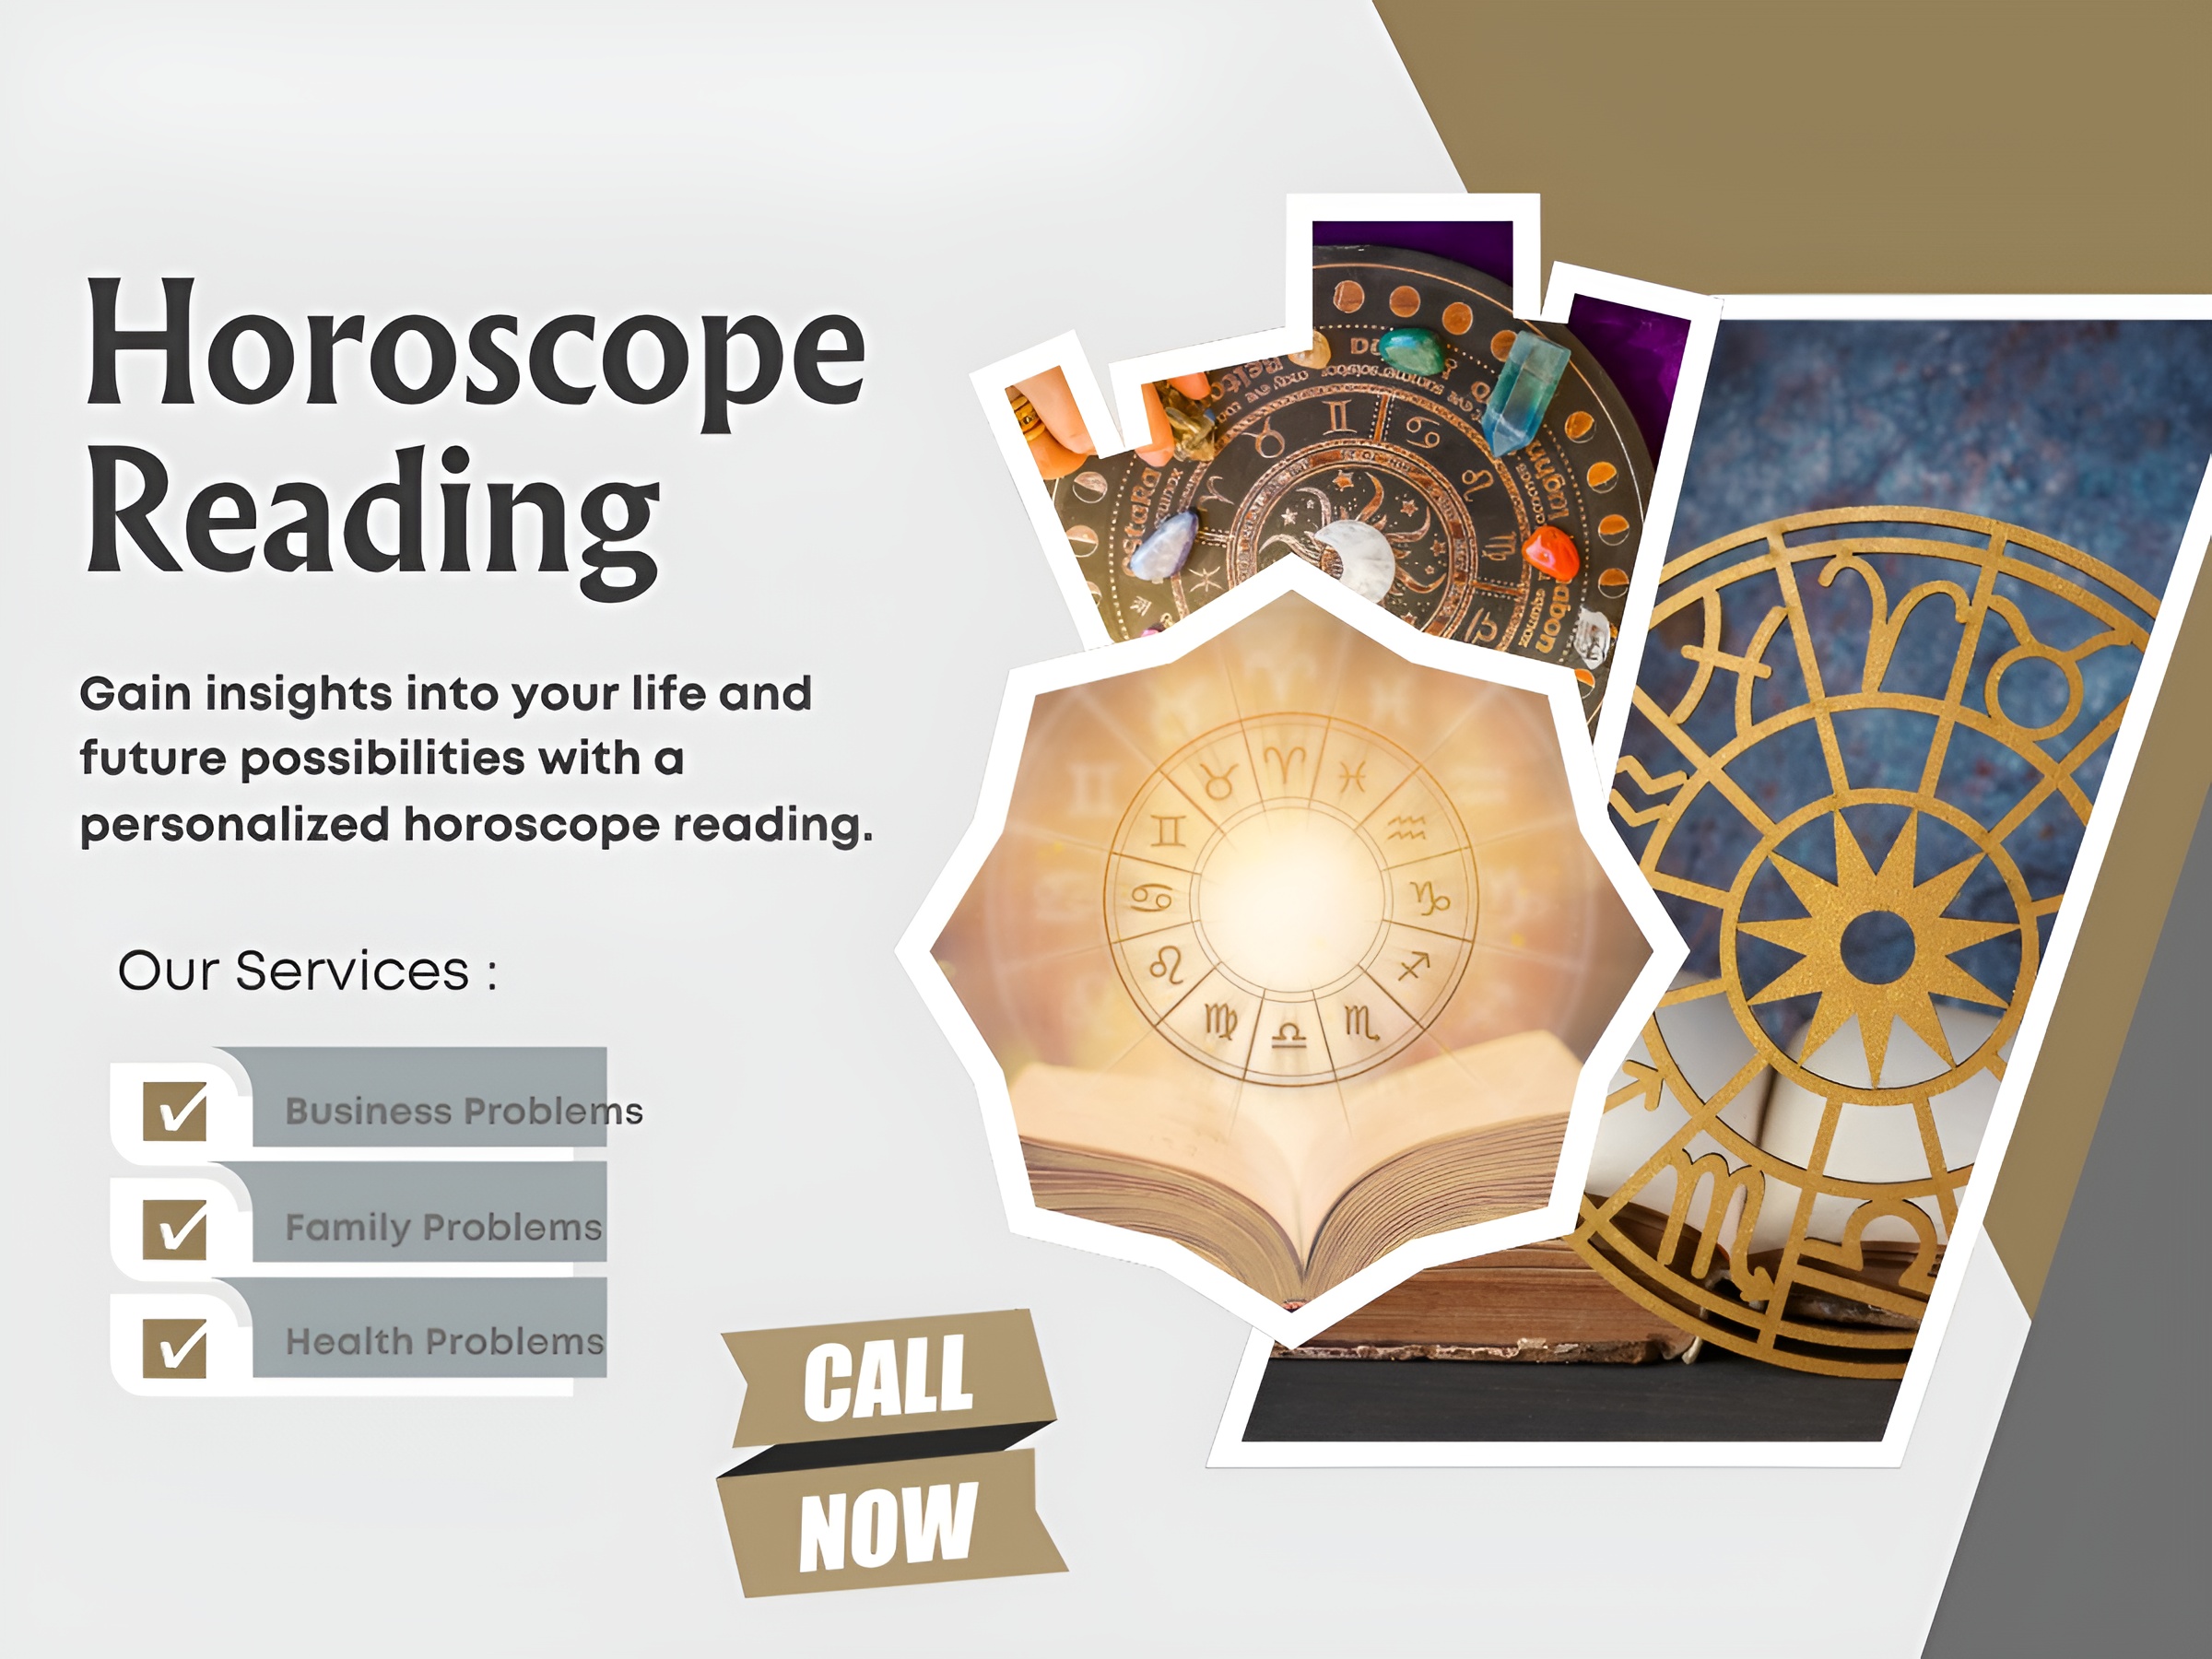 Horoscope
Reading
Gain insights into your life and
future possibilities with a
personalized horoscope reading.
Our Services :
Business Problems
Family Problems
Health Problems
CALL
NOW